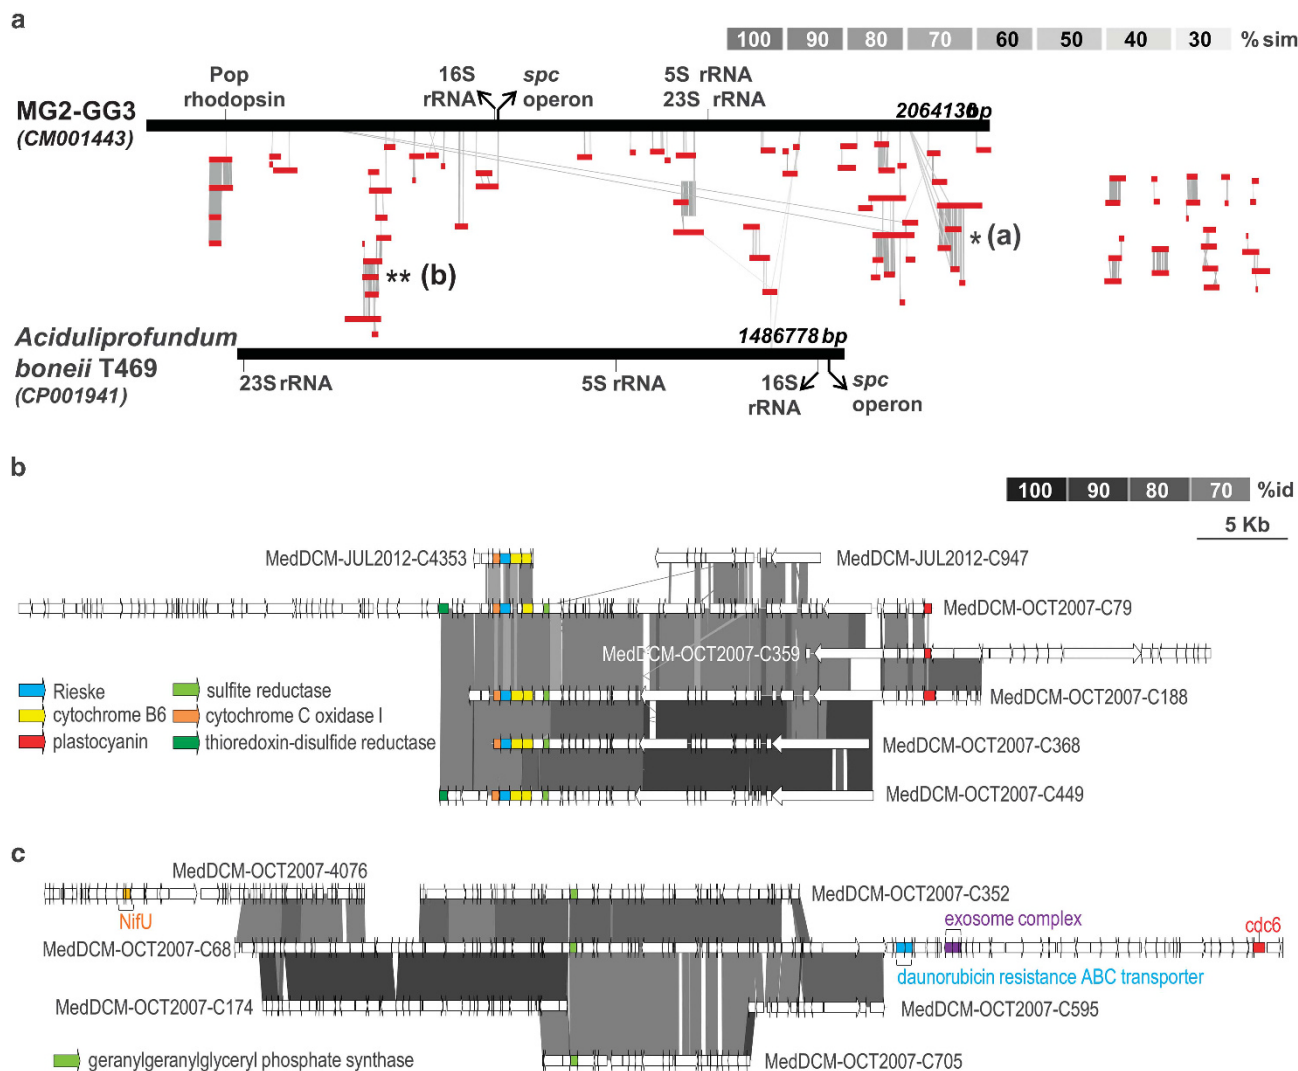 a
100 90 80 70 60 50 40 30 % sim
Pop rhodopsin
16S rRNA
spc operon
5S rRNA
23S rRNA
MG2-GG3
(CM001443)
bp
* (a)
** (b)
Aciduliprofundum boneii T469
(CP001941)
1486778 bp
23S rRNA
5S rRNA
16S rRNA
spc operon
b
100 90 80 70 %id
5 Kb
MedDCM-JUL2012-C4353
MedDCM-JUL2012-C947
MedDCM-OCT2007-C79
MedDCM-OCT2007-C359
MedDCM-OCT2007-C188
MedDCM-OCT2007-C368
MedDCM-OCT2007-C449
Rieske
cytochrome B6
plastocyanin
sulfite reductase
cytochrome C oxidase I
thioredoxin-disulfide reductase
c
MedDCM-OCT2007-4076
NifU
MedDCM-OCT2007-C352
exosome complex
cdc6
MedDCM-OCT2007-C68
daunorubicin resistance ABC transporter
MedDCM-OCT2007-C174
MedDCM-OCT2007-C595
MedDCM-OCT2007-C705
geranylgeranylglyceryl phosphate synthase